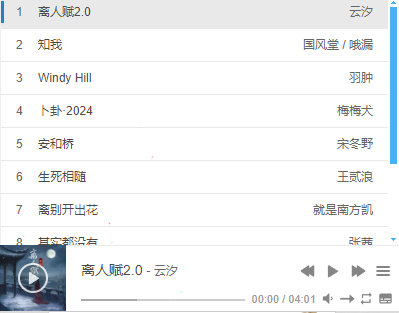 1 离人赋2.0 云汐
2 知我 国风堂 / 哦漏
3 Windy Hill 羽肿
4 卜卦·2024 梅梅犬
5 安和桥 宋冬野
6 生死相随 王贰浪
7 离别开出花 就是南方凯
8 其实都没有 张茜
离人赋2.0 - 云汐
00:00 / 04:01